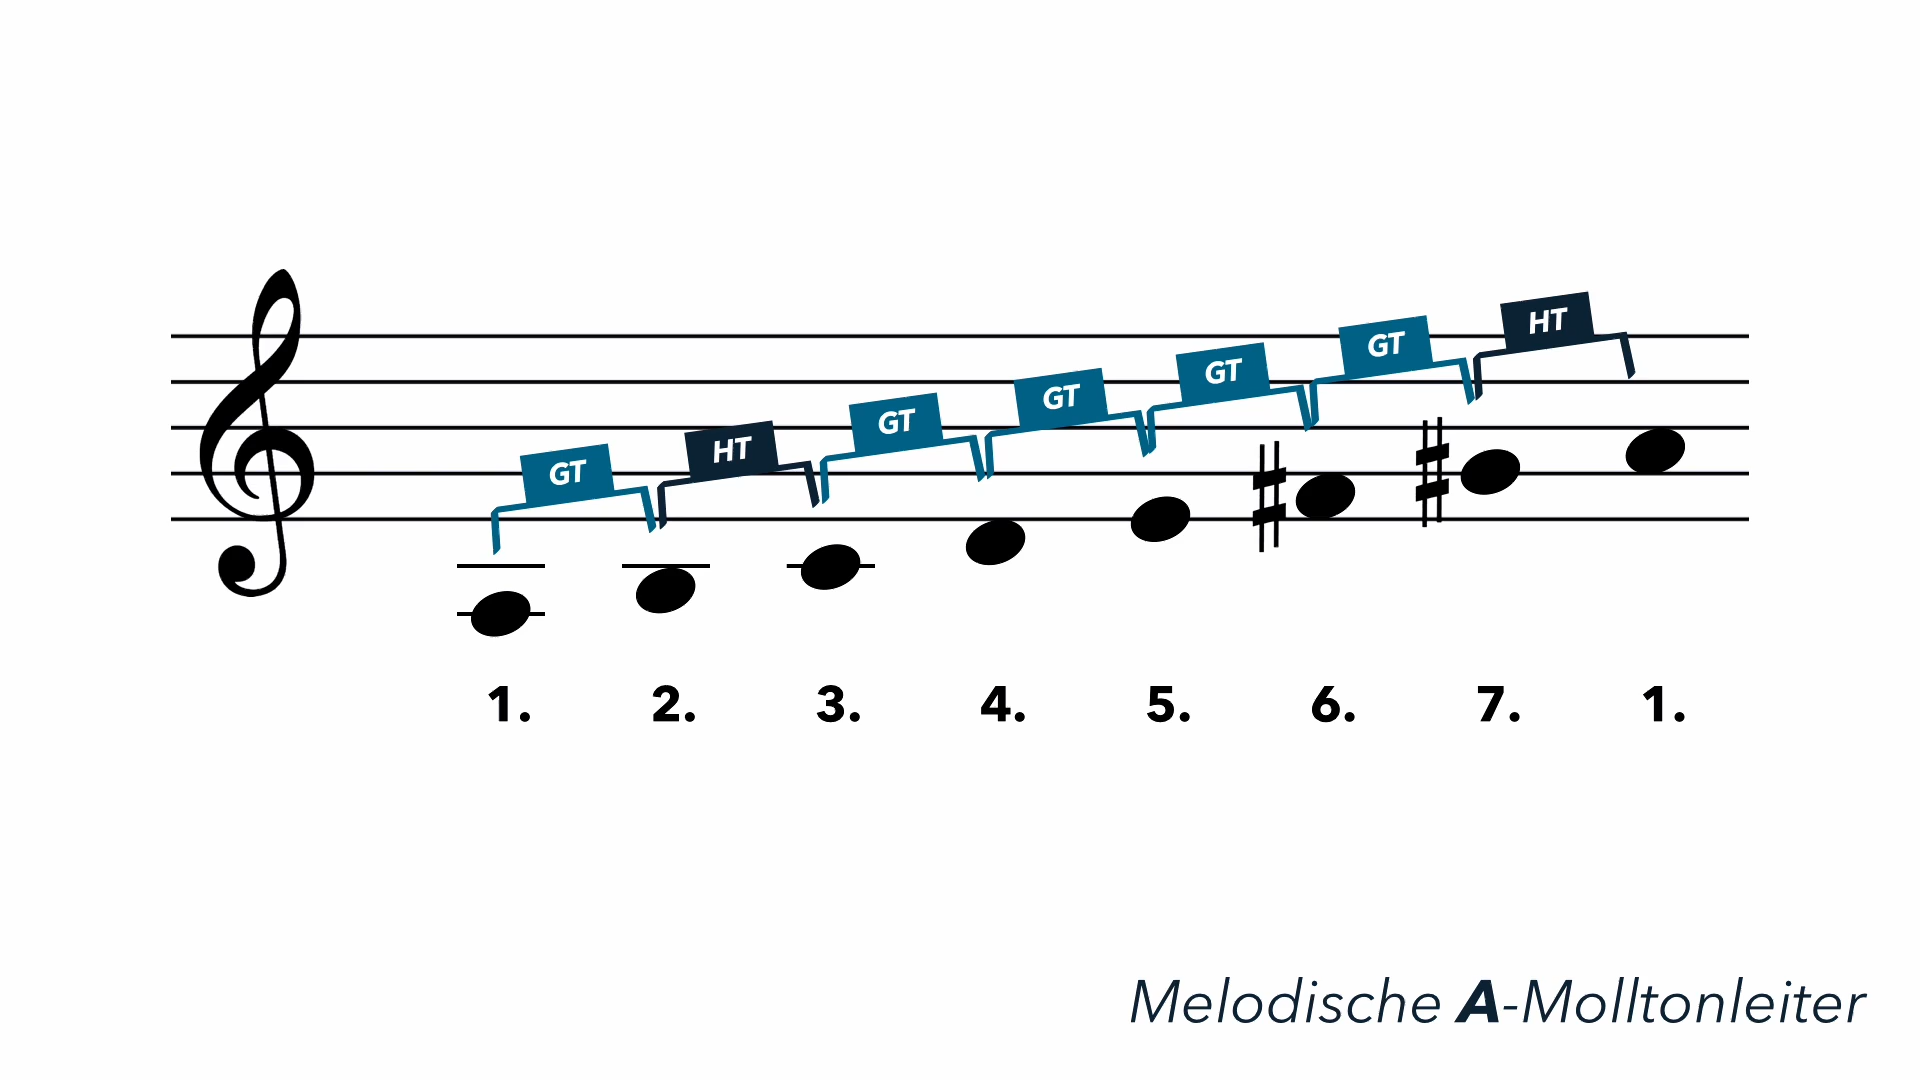 GT HT GT GT GT GT HT
1. 2. 3. 4. 5. 6. 7. 1.
Melodische A-Molltonleiter